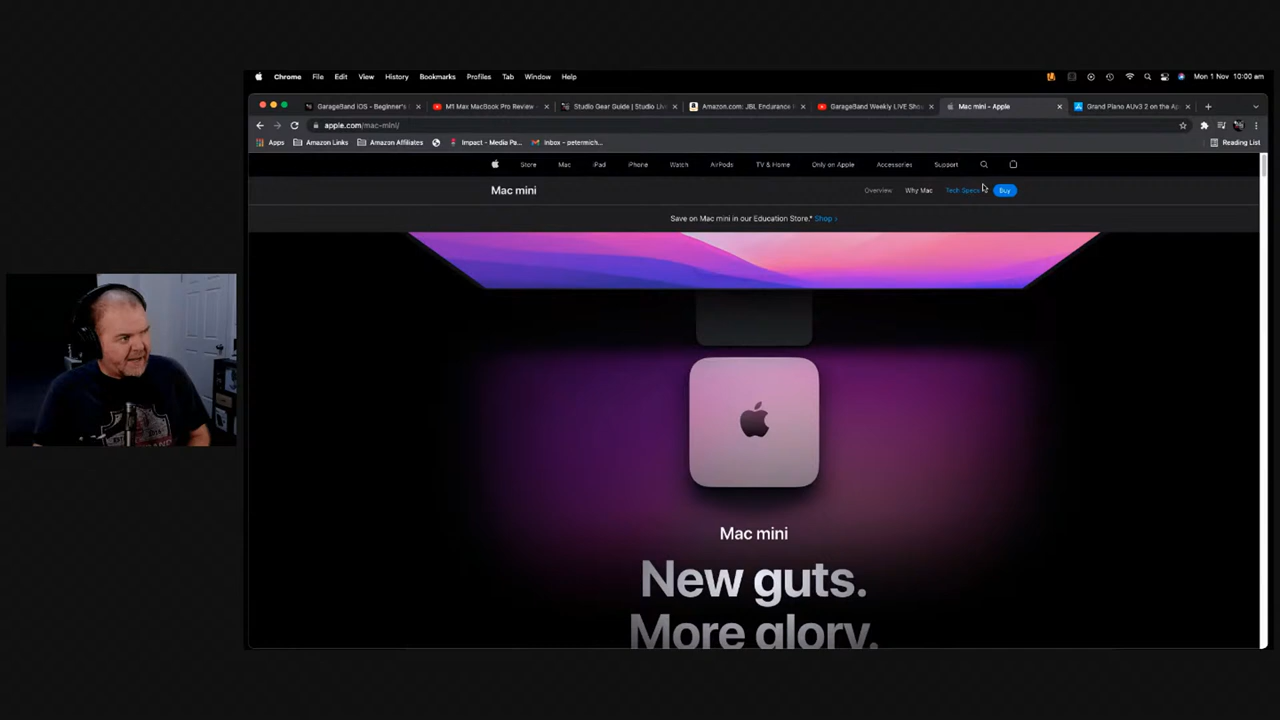 Chrome File Edit View History Bookmarks Profiles Tab Window Help Mon 1 Nov 10:00 am
GarageBand iOS - Beginner's M1 Max MacBook Pro Review - Studio Gear Guide | Studio Live Amazon.com: JBL Endurance GarageBand Weekly LIVE Show Mac mini - Apple Grand Piano AUv3 2 on the Ap
apple.com/mac-mini/
Apps Amazon Links Amazon Affiliates Impact - Media Pa... Inbox - petermich... Reading List
Store Mac iPad iPhone Watch AirPods TV & Home Only on Apple Accessories Support
Mac mini Overview Why Mac Tech Specs Buy
Save on Mac mini in our Education Store.* Shop >
Mac mini
New guts.
More glory.